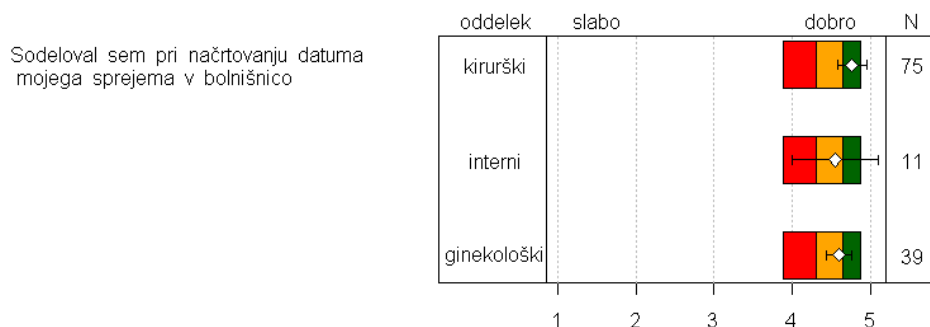 oddelek slabo dobro N
Sodeloval sem pri načrtovanju datuma
mojega sprejema v bolnišnico
kirurški 75
interni 11
ginekološki 39
1 2 3 4 5